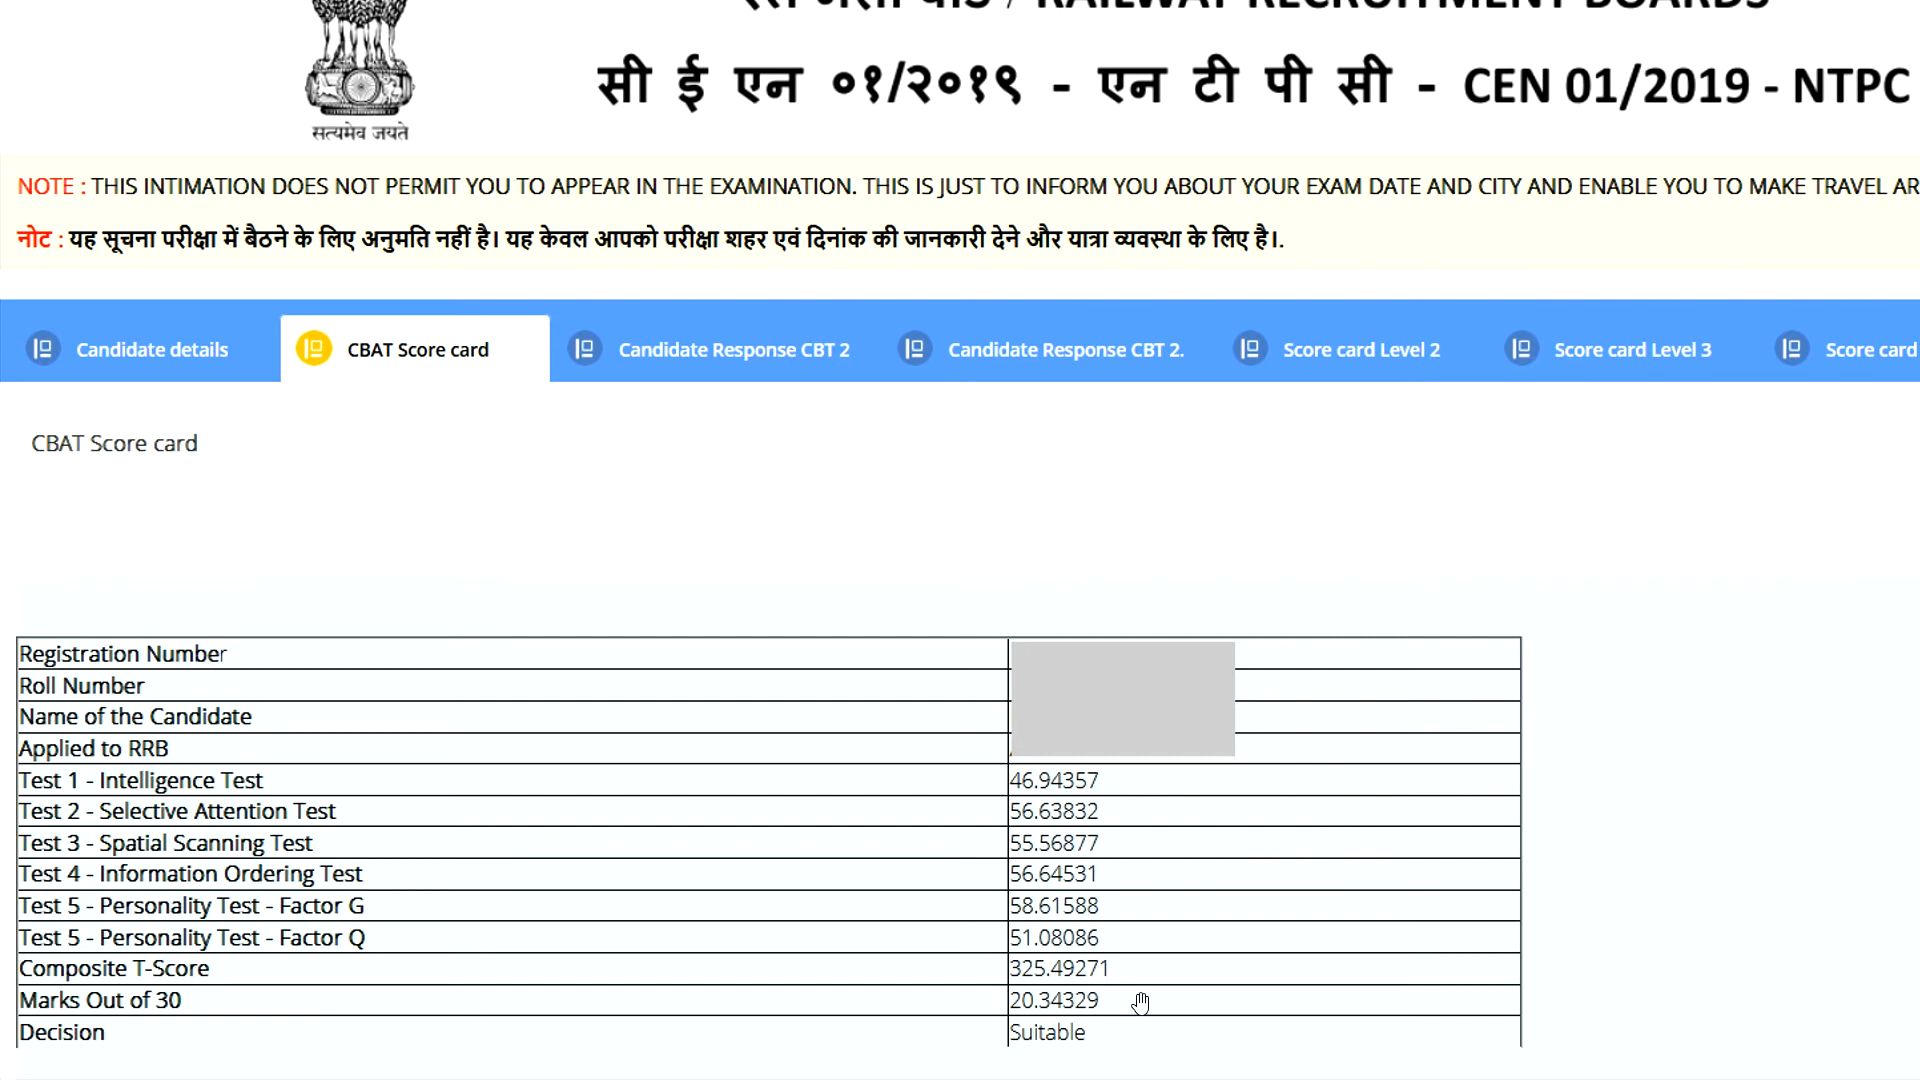 RAILWAY RECRUITMENT BOARDS
सी ई एन ०१/२०१९ - एन टी पी सी - CEN 01/2019 - NTPC
सत्यमेव जयते
NOTE : THIS INTIMATION DOES NOT PERMIT YOU TO APPEAR IN THE EXAMINATION. THIS IS JUST TO INFORM YOU ABOUT YOUR EXAM DATE AND CITY AND ENABLE YOU TO MAKE TRAVEL AR
नोट : यह सूचना परीक्षा में बैठने के लिए अनुमति नहीं है। यह केवल आपको परीक्षा शहर एवं दिनांक की जानकारी देने और यात्रा व्यवस्था के लिए है।.
Candidate details CBAT Score card Candidate Response CBT 2 Candidate Response CBT 2. Score card Level 2 Score card Level 3 Score card
CBAT Score card
Registration Number
Roll Number
Name of the Candidate
Applied to RRB
Test 1 - Intelligence Test 46.94357
Test 2 - Selective Attention Test 56.63832
Test 3 - Spatial Scanning Test 55.56877
Test 4 - Information Ordering Test 56.64531
Test 5 - Personality Test - Factor G 58.61588
Test 5 - Personality Test - Factor Q 51.08086
Composite T-Score 325.49271
Marks Out of 30 20.34329
Decision Suitable